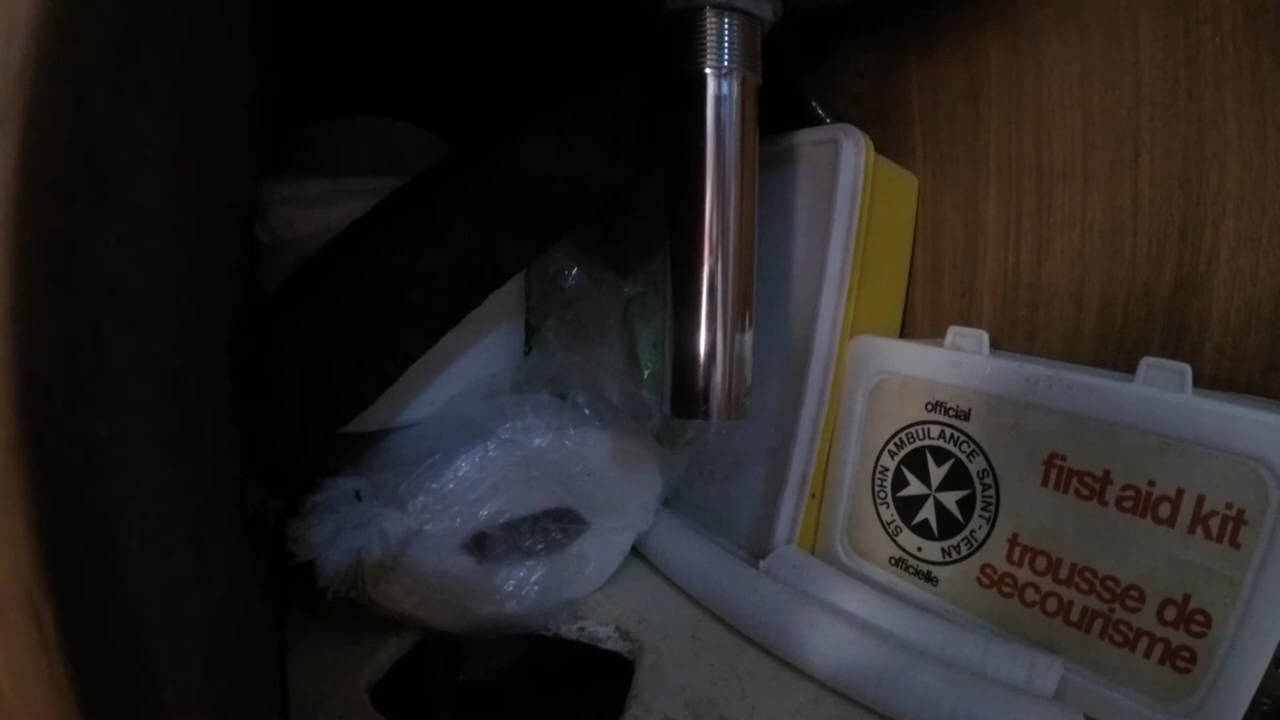 official
ST. JOHN AMBULANCE SAINT-JEAN
officielle
first aid kit
trousse de
secourisme